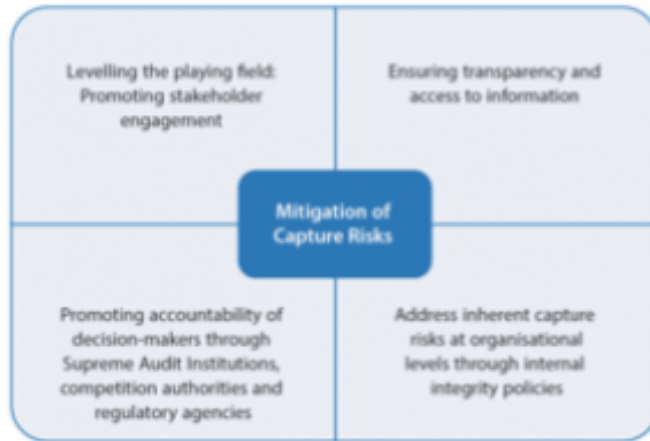 Levelling the playing field:
Promoting stakeholder
engagement
Ensuring transparency and
access to information
Mitigation of
Capture Risks
Promoting accountability of
decision-makers through
Supreme Audit Institutions,
competition authorities and
regulatory agencies
Address inherent capture
risks at organisational
levels through internal
integrity policies